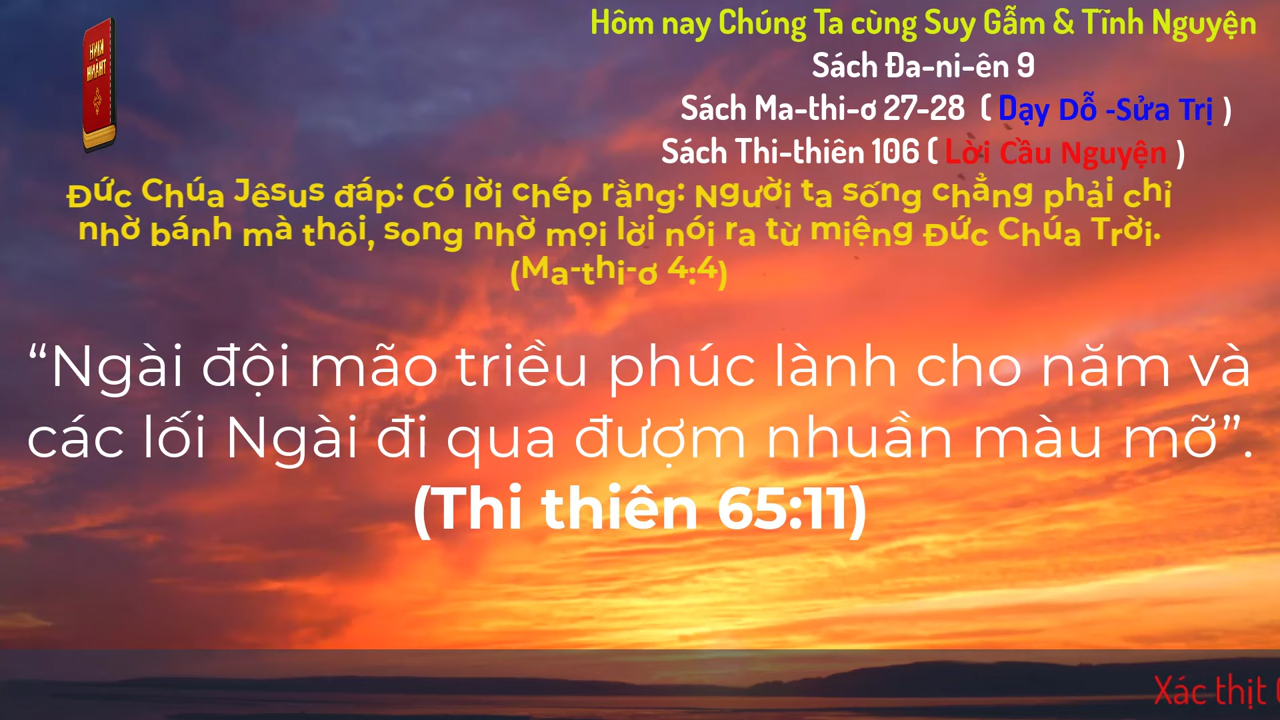 Hôm nay Chúng Ta cùng Suy Gẫm & Tĩnh Nguyện
Sách Đa-ni-ên 9
Sách Ma-thi-ơ 27-28 ( Dạy Dỗ -Sửa Trị )
Sách Thi-thiên 106 ( Lời Cầu Nguyện )
Đức Chúa Jêsus đáp: Có lời chép rằng: Người ta sống chẳng phải chỉ
nhờ bánh mà thôi, song nhờ mọi lời nói ra từ miệng Đức Chúa Trời.
(Ma-thi-ơ 4:4)
“Ngài đội mão triều phúc lành cho năm và
các lối Ngài đi qua đượm nhuần màu mỡ”.
(Thi thiên 65:11)
Xác thịt